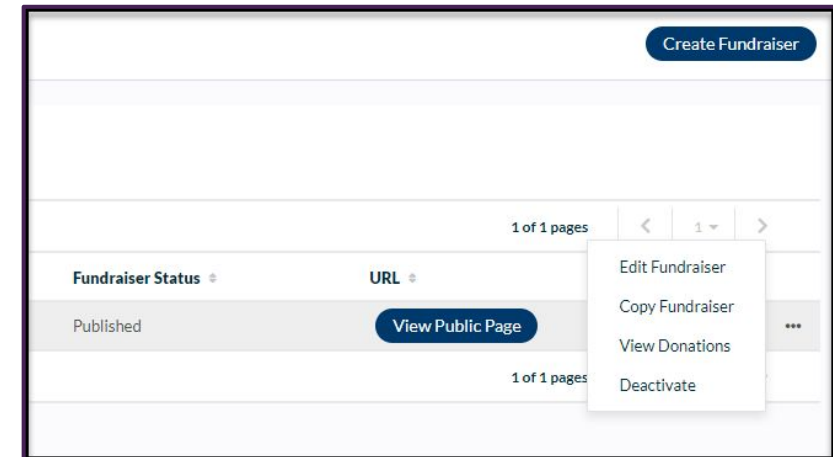 Create Fundraiser
1 of 1 pages 1
Fundraiser Status URL
Published View Public Page
Edit Fundraiser
Copy Fundraiser
View Donations
Deactivate
1 of 1 pages